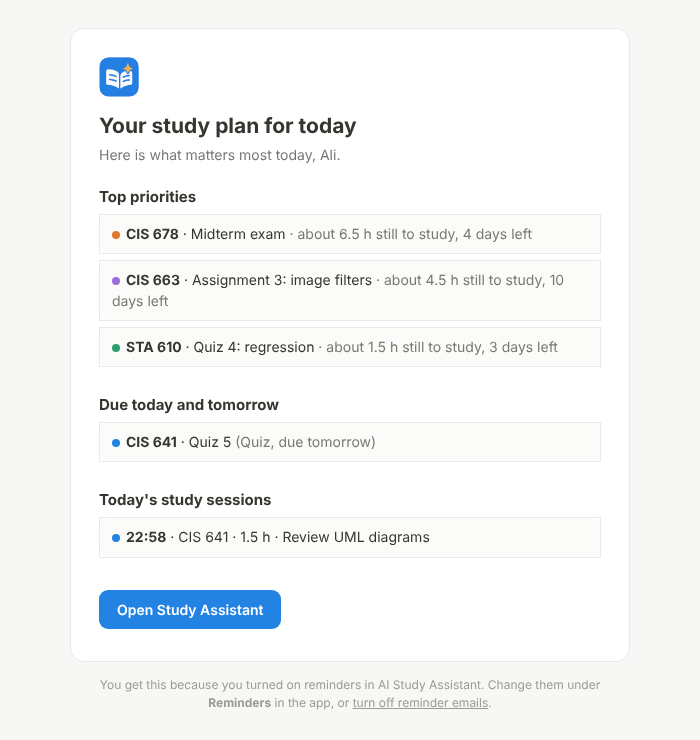 Your study plan for today
Here is what matters most today, Ali.
Top priorities
CIS 678 · Midterm exam · about 6.5 h still to study, 4 days left
CIS 663 · Assignment 3: image filters · about 4.5 h still to study, 10
days left
STA 610 · Quiz 4: regression · about 1.5 h still to study, 3 days left
Due today and tomorrow
CIS 641 · Quiz 5 (Quiz, due tomorrow)
Today's study sessions
22:58 · CIS 641 · 1.5 h · Review UML diagrams
Open Study Assistant
You get this because you turned on reminders in AI Study Assistant. Change them under
Reminders in the app, or turn off reminder emails.